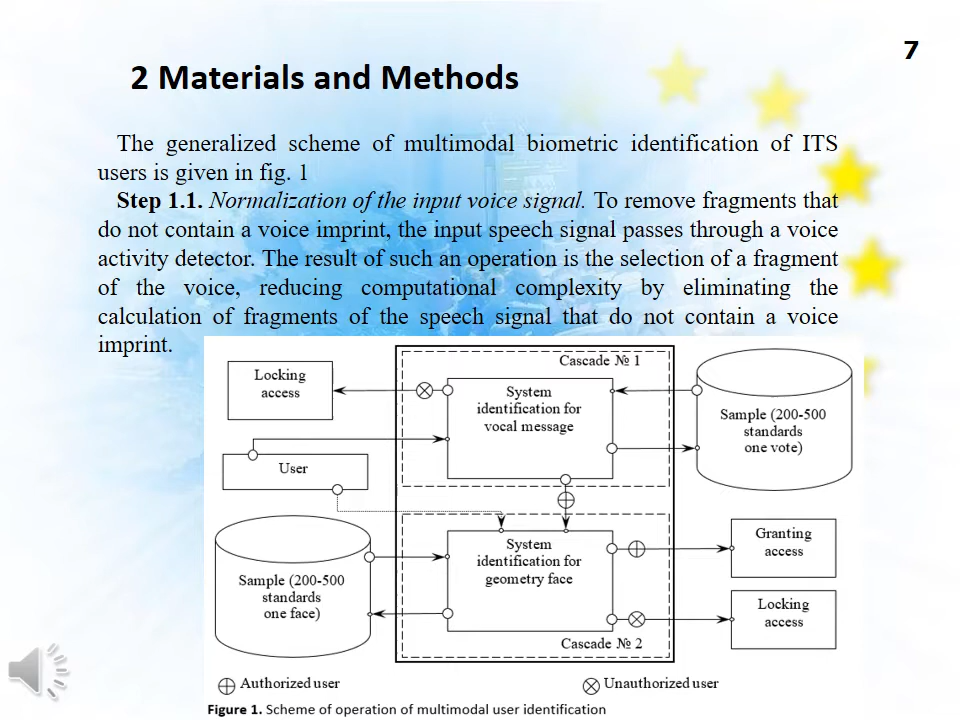 7
2 Materials and Methods
The generalized scheme of multimodal biometric identification of ITS
users is given in fig. 1
Step 1.1. Normalization of the input voice signal. To remove fragments that
do not contain a voice imprint, the input speech signal passes through a voice
activity detector. The result of such an operation is the selection of a fragment
of the voice, reducing computational complexity by eliminating the
calculation of fragments of the speech signal that do not contain a voice
imprint.
Cascade № 1
Locking
access
System
identification for
vocal message
Sample (200-500
standards
one vote)
User
Sample (200-500
standards
one face)
System
identification for
geometry face
Granting
access
Locking
access
Cascade № 2
Authorized user
Unauthorized user
Figure 1. Scheme of operation of multimodal user identification